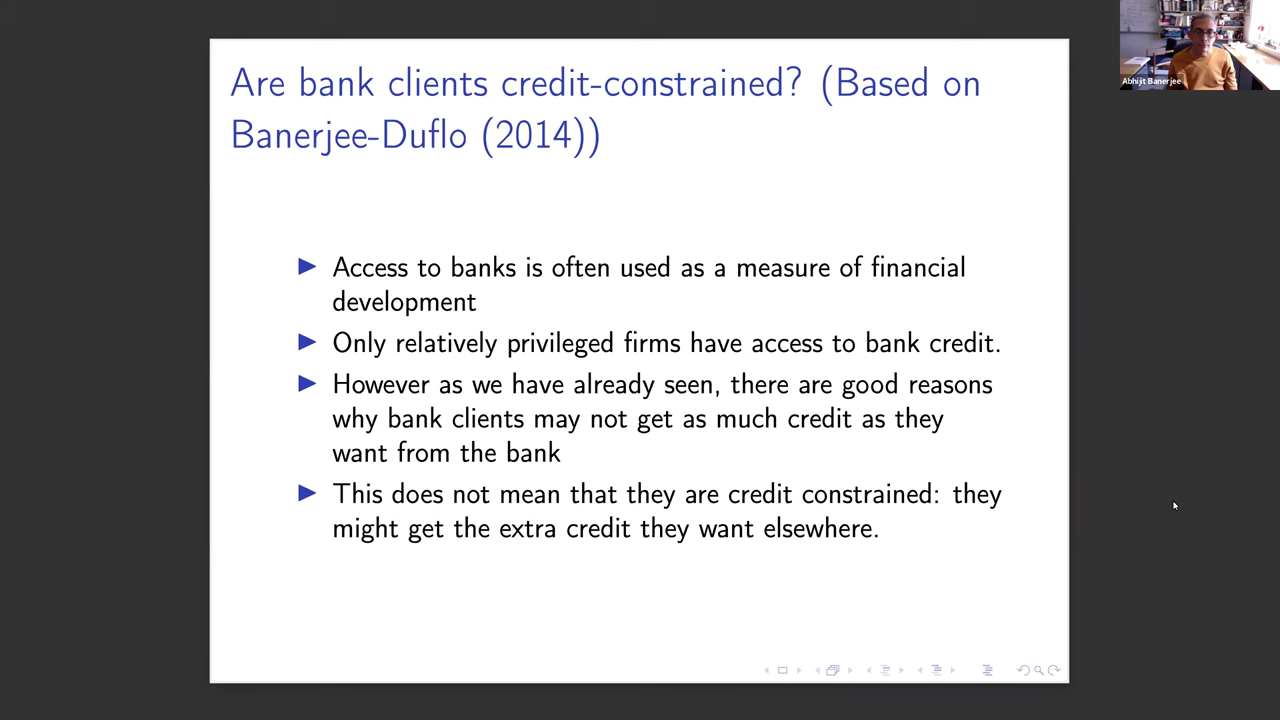 Are bank clients credit-constrained? (Based on
Banerjee-Duflo (2014))
Access to banks is often used as a measure of financial
development
Only relatively privileged firms have access to bank credit.
However as we have already seen, there are good reasons
why bank clients may not get as much credit as they
want from the bank
This does not mean that they are credit constrained: they
might get the extra credit they want elsewhere.
Abhijit Banerjee